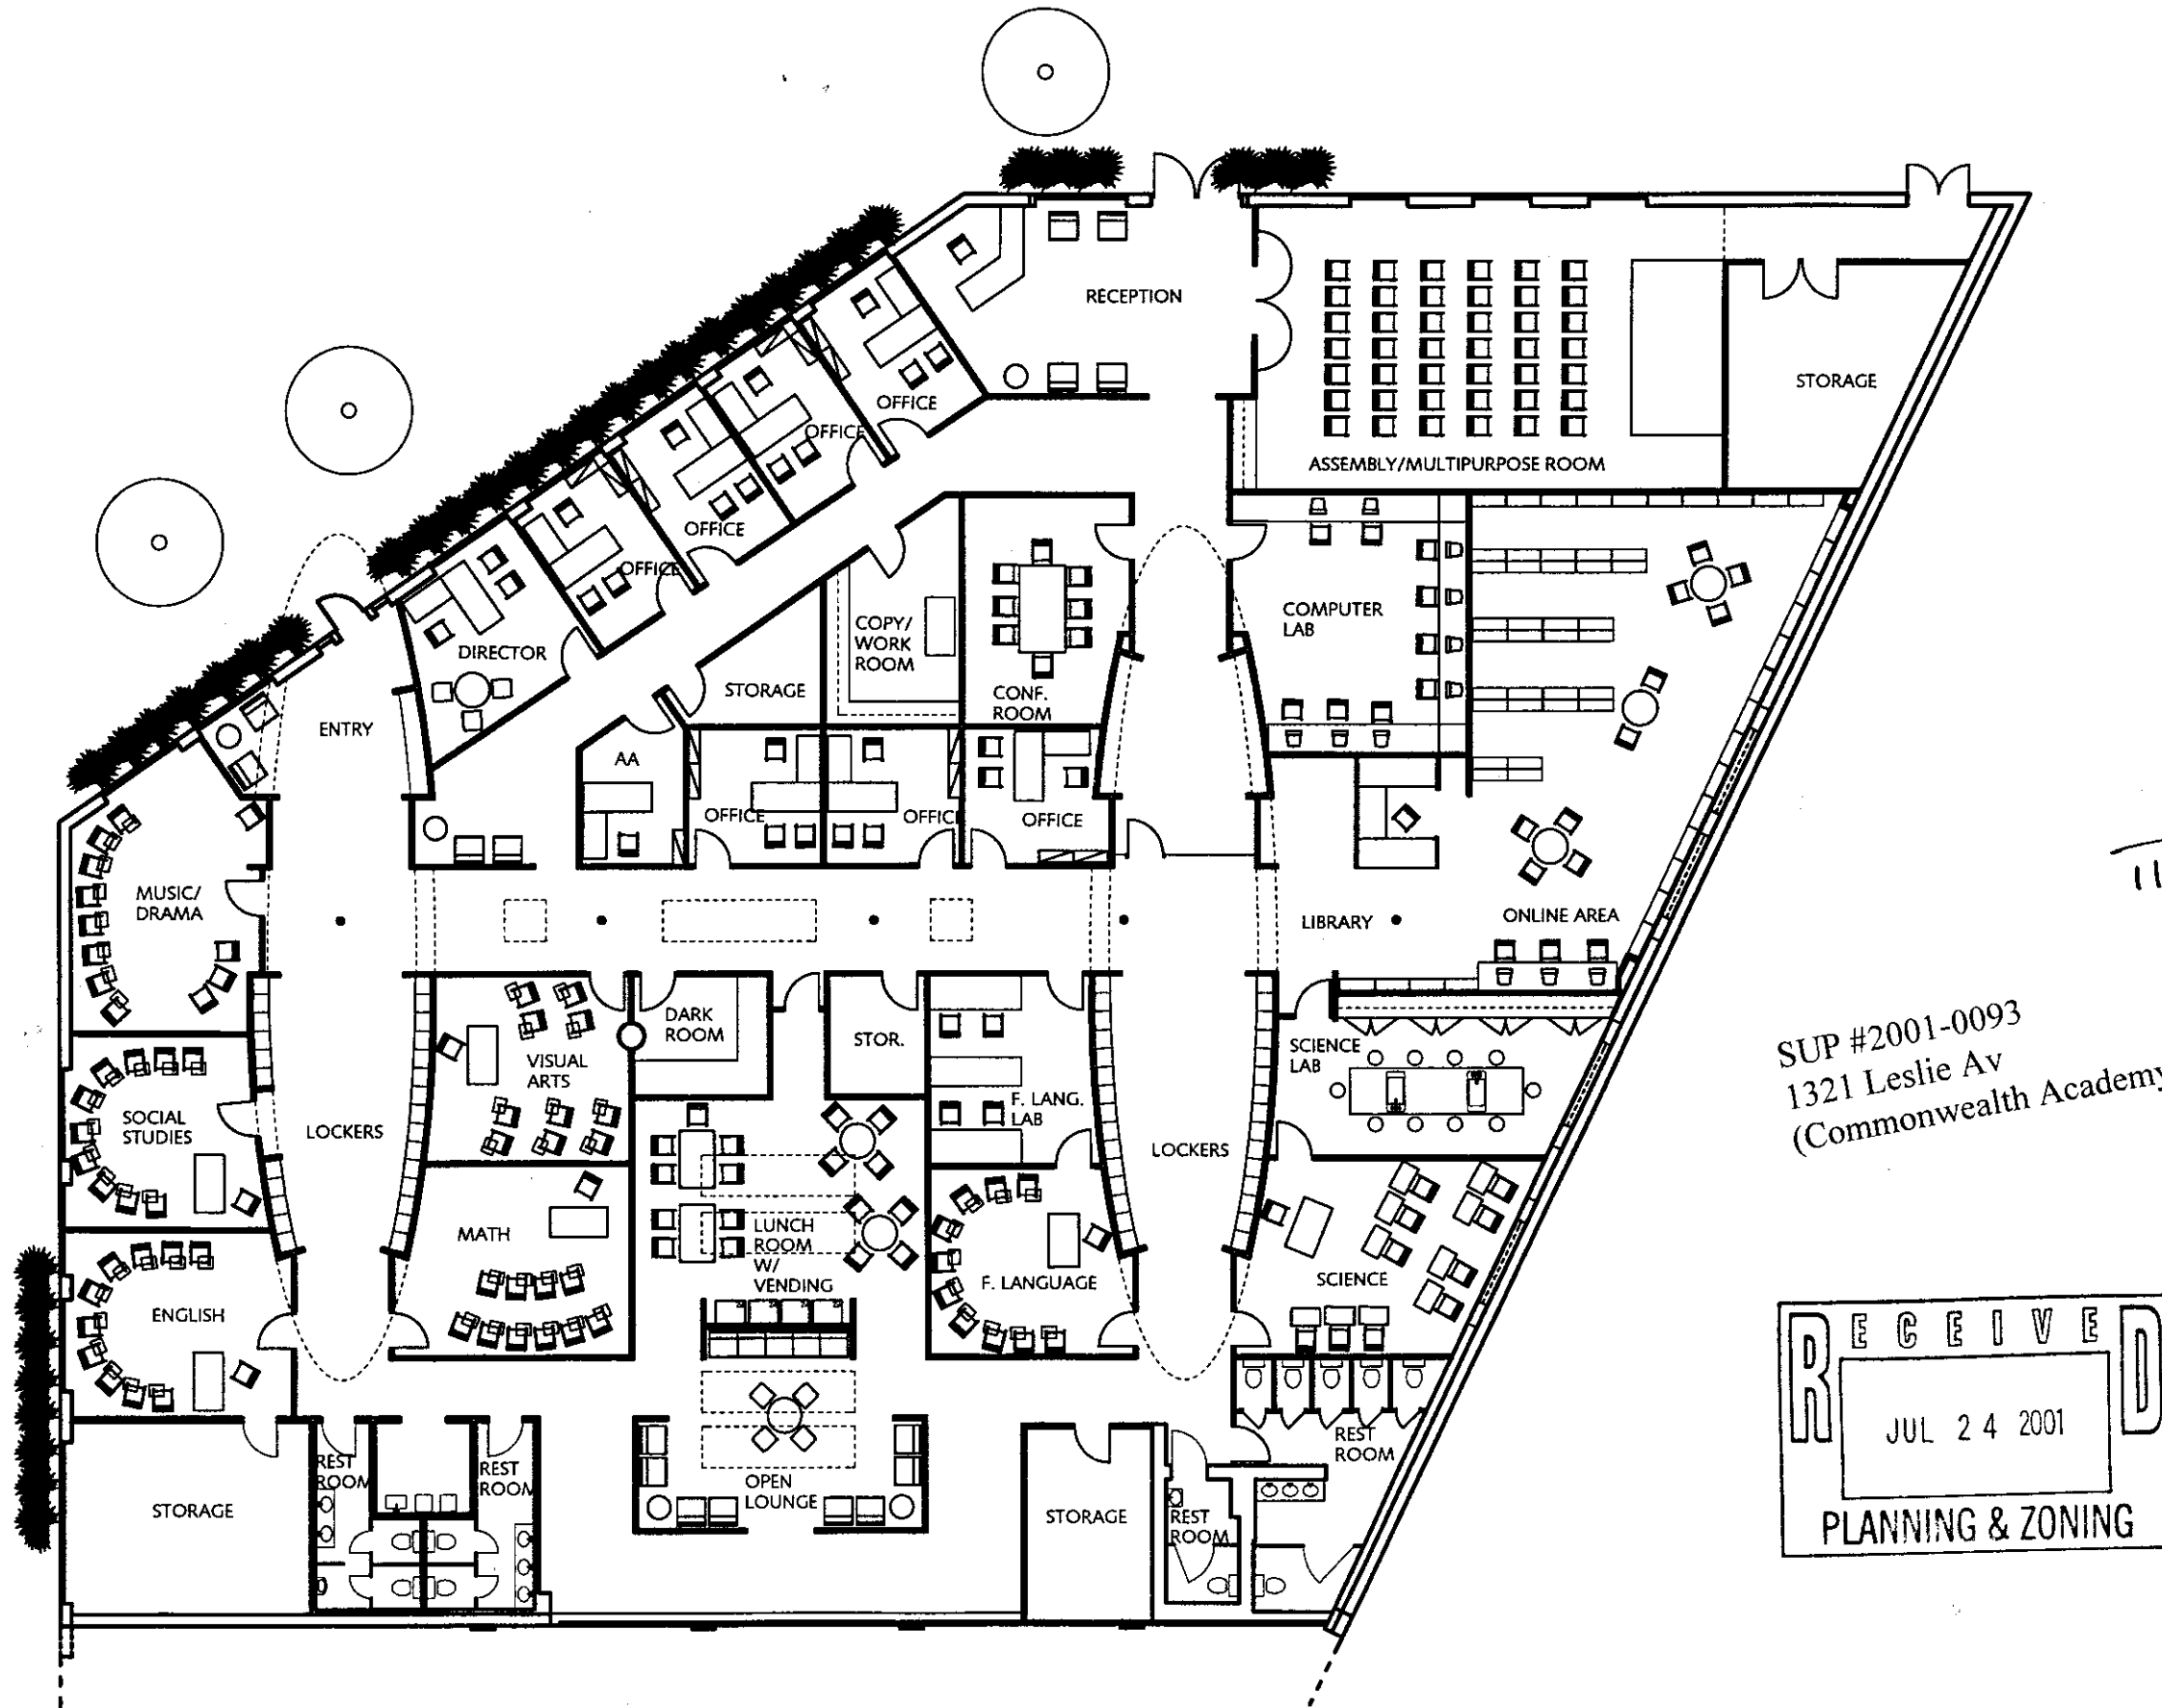 RECEPTION
STORAGE
OFFICE
ASSEMBLY/MULTIPURPOSE ROOM
OFFICE
OFFICE
OFFICE
COMPUTER
LAB
COPY/
WORK
ROOM
DIRECTOR
STORAGE
CONF.
ROOM
ENTRY
AA
OFFICE
OFFICE
OFFICE
MUSIC/
DRAMA
LIBRARY
ONLINE AREA
11
DARK
ROOM
STOR.
SCIENCE
LAB
VISUAL
ARTS
F. LANG.
LAB
SOCIAL
STUDIES
LOCKERS
LOCKERS
SUP #2001-0093
1321 Leslie Av
(Commonwealth Academy
MATH
LUNCH
ROOM
W/
VENDING
F. LANGUAGE
SCIENCE
ENGLISH
RECEIVED
JUL 24 2001
PLANNING & ZONING
REST
ROOM
REST
ROOM
REST
ROOM
OPEN
LOUNGE
STORAGE
STORAGE
REST
ROOM